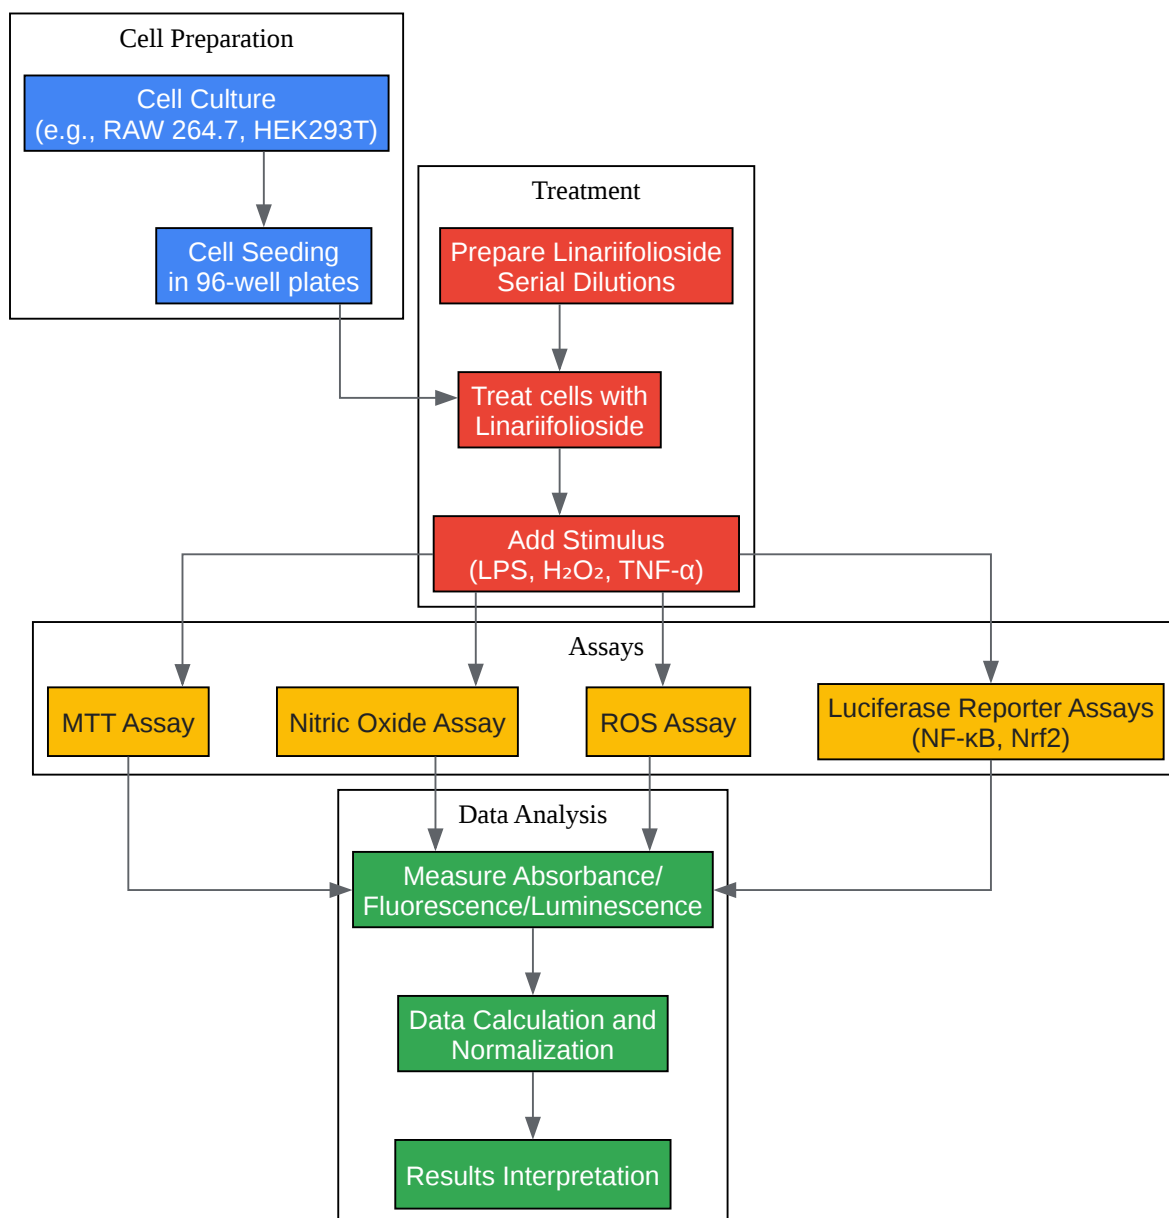 Cell Preparation
Cell Culture
(e.g., RAW 264.7, HEK293T)
Cell Seeding
in 96-well plates
Treatment
Prepare Linariifolioside
Serial Dilutions
Treat cells with
Linariifolioside
Add Stimulus
(LPS, H₂O₂, TNF-α)
Assays
MTT Assay
Nitric Oxide Assay
ROS Assay
Luciferase Reporter Assays
(NF-κB, Nrf2)
Data Analysis
Measure Absorbance/
Fluorescence/Luminescence
Data Calculation and
Normalization
Results Interpretation